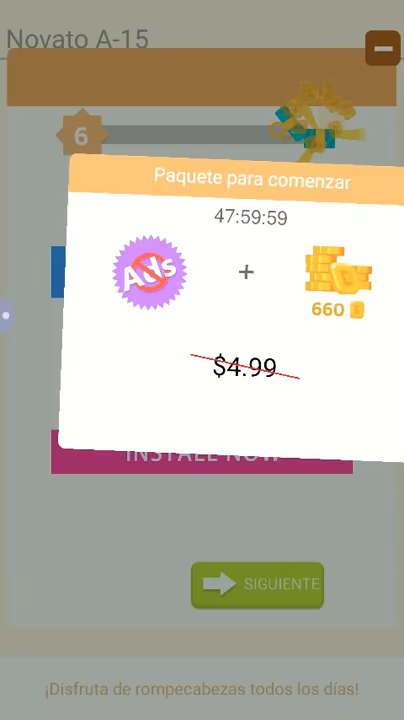 Novato A-15
6
Paquete para comenzar
47:59:59
Ads
+
660
$4.99
INSTALL NOW
SIGUIENTE
¡Disfruta de rompecabezas todos los días!